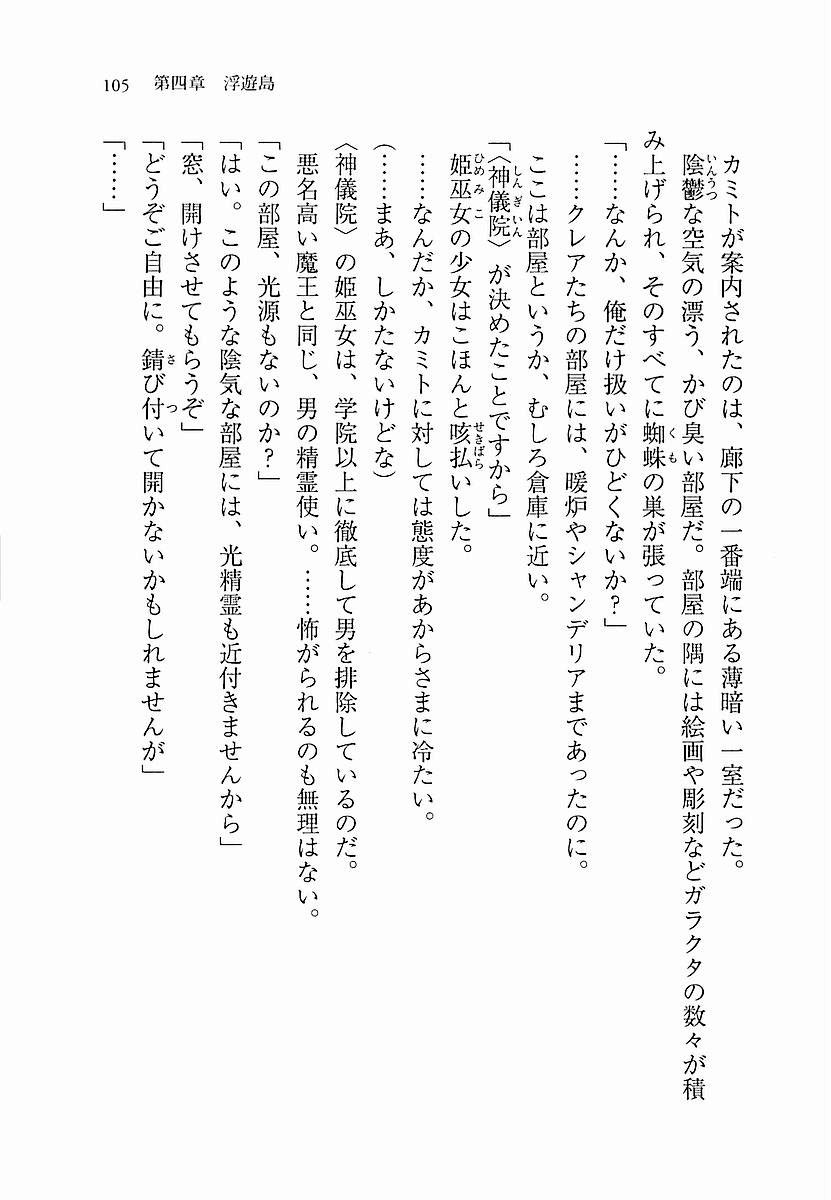 105　第四章　浮遊島
カミトが案内されたのは、廊下の一番端にある薄暗い一室だった。
陰鬱な空気の漂う、かび臭い部屋だ。部屋の隅には絵画や彫刻などガラクタの数々が積
み上げられ、そのすべてに蜘蛛の巣が張っていた。
「……なんか、俺だけ扱いがひどくないか？」
……クレアたちの部屋には、暖炉やシャンデリアまであったのに。
ここは部屋というか、むしろ倉庫に近い。
「〈神儀院〉が決めたことですから」
姫巫女の少女はこほんと咳払いした。
……なんだか、カミトに対しては態度があからさまに冷たい。
（……まあ、しかたないけどな）
〈神儀院〉の姫巫女は、学院以上に徹底して男を排除しているのだ。
悪名高い魔王と同じ、男の精霊使い。……怖がられるのも無理はない。
「この部屋、光源もないのか？」
「はい。このような陰気な部屋には、光精霊も近付きませんから」
「窓、開けさせてもらうぞ」
「どうぞご自由に。錆び付いて開かないかもしれませんが」
「……」